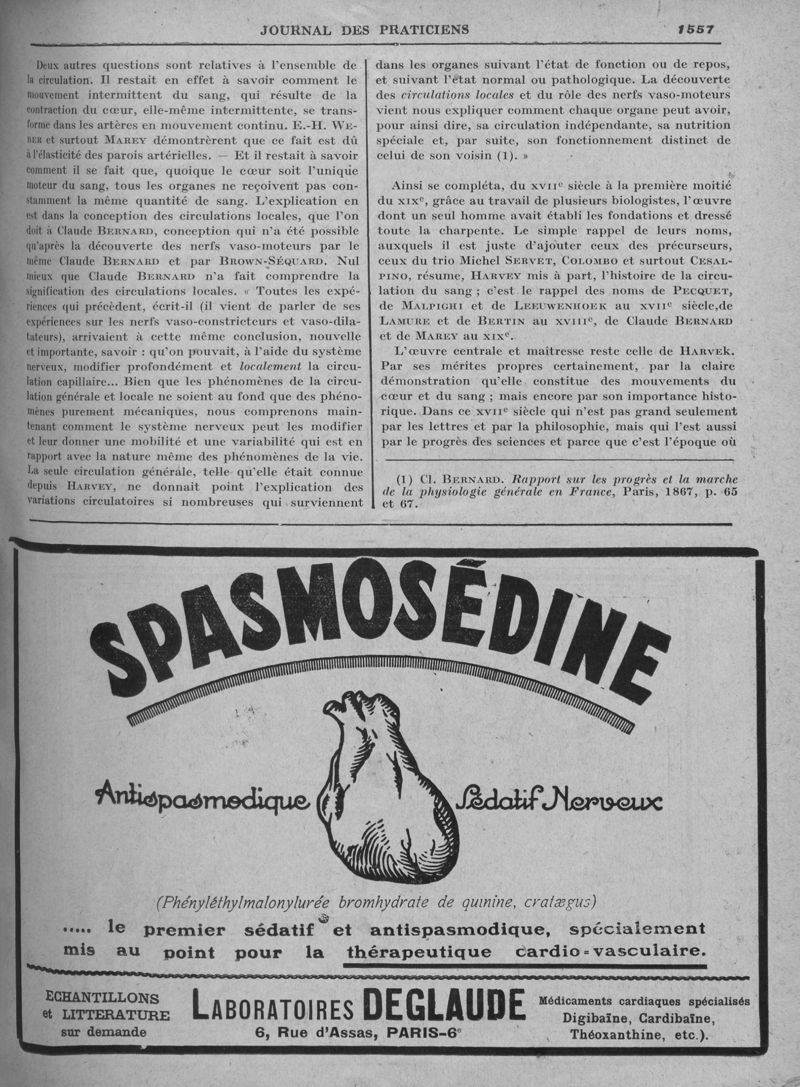 JOURNAL DES PRATICIENS 1557
Deux autres questions sont relatives à l'ensemble de
la circulation. Il restait en effet à savoir comment le
mouvement intermittent du sang, qui résulte de la
contraction du cœur, elle-même intermittente, se trans-
forme dans les artères en mouvement continu. E.-H. WE-
BER et surtout MAREY démontrèrent que ce fait est dû
à l'élasticité des parois artérielles. — Et il restait à savoir
comment il se fait que, quoique le cœur soit l'unique
moteur du sang, tous les organes ne reçoivent pas con-
stamment la même quantité de sang. L'explication en
est dans la conception des circulations locales, que l'on
doit à Claude BERNARD, conception qui n'a été possible
qu'après la découverte des nerfs vaso-moteurs par le
même Claude BERNARD et par BROWN-SÉQUARD. Nul
mieux que Claude BERNARD n'a fait comprendre la
signification des circulations locales. « Toutes les expé-
riences qui précèdent, écrit-il (il vient de parler de ses
expériences sur les nerfs vaso-constricteurs et vaso-dila-
tateurs), arrivaient à cette même conclusion, nouvelle
et importante, savoir : qu'on pouvait, à l'aide du système
nerveux, modifier profondément et localement la circu-
lation capillaire... Bien que les phénomènes de la circu-
lation générale et locale ne soient au fond que des phéno-
mènes purement mécaniques, nous comprenons main-
tenant comment le système nerveux peut les modifier
et leur donner une mobilité et une variabilité qui est en
rapport avec la nature même des phénomènes de la vie.
La seule circulation générale, telle qu'elle était connue
depuis HARVEY, ne donnait point l'explication des
variations circulatoires si nombreuses qui surviennent
dans les organes suivant l'état de fonction ou de repos,
et suivant l'état normal ou pathologique. La découverte
des circulations locales et du rôle des nerfs vaso-moteurs
vient nous expliquer comment chaque organe peut avoir,
pour ainsi dire, sa circulation indépendante, sa nutrition
spéciale et, par suite, son fonctionnement distinct de
celui de son voisin (1). »
Ainsi se compléta, du XVIIe siècle à la première moitié
du XIXe, grâce au travail de plusieurs biologistes, l'œuvre
dont un seul homme avait établi les fondations et dressé
toute la charpente. Le simple rappel de leurs noms,
auxquels il est juste d'ajouter ceux des précurseurs,
ceux du trio Michel SERVET, COLOMBO et surtout CESAL-
PINO, résume, HARVEY mis à part, l'histoire de la circu-
lation du sang ; c'est le rappel des noms de PECQUET,
de MALPIGHI et de LEEUWENHOEK au XVIIe siècle,de
LAMURE et de BERTIN au XVIIIe, de Claude BERNARD
et de MAREY au XIXe.
L'œuvre centrale et maîtresse reste celle de HARVEY.
Par ses mérites propres certainement, par la claire
démonstration qu'elle constitue des mouvements du
cœur et du sang ; mais encore par son importance histo-
rique. Dans ce XVIIe siècle qui n'est pas grand seulement
par les lettres et par la philosophie, mais qui l'est aussi
par le progrès des sciences et parce que c'est l'époque où
(1) Cl. BERNARD. Rapport sur les progrès et la marche
de la physiologie générale en France, Paris, 1867, p. 65
et 67.
SPASMOSÉDINE
Antispasmodique Sédatif Nerveux
(Phényléthylmalonylurée bromhydrate de quinine, cratægus)
..... le premier sédatif et antispasmodique, spécialement
mis au point pour la thérapeutique cardio-vasculaire.
ECHANTILLONS
et LITTERATURE
sur demande
LABORATOIRES DEGLAUDE
6, Rue d'Assas, PARIS-6e
Médicaments cardiaques spécialisés
Digibaïne, Cardibaïne,
Théoxanthine, etc.).